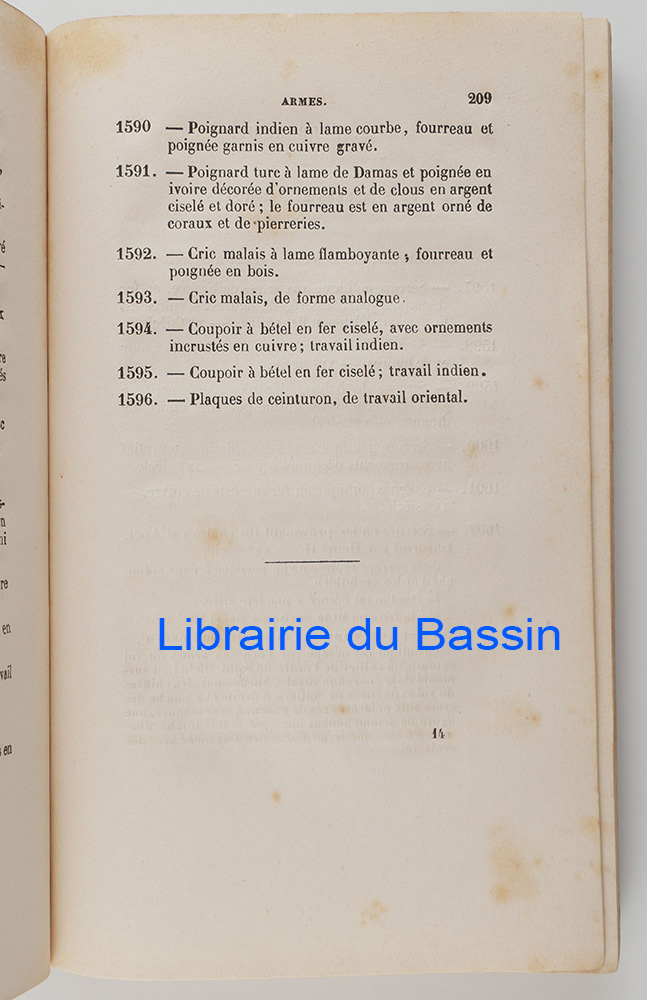 ARMES. 209
1590 — Poignard indien à lame courbe, fourreau et
poignée garnis en cuivre gravé.
1591. — Poignard turc à lame de Damas et poignée en
ivoire décorée d'ornements et de clous en argent
ciselé et doré ; le fourreau est en argent orné de
coraux et de pierreries.
1592. — Cric malais à lame flamboyante ; fourreau et
poignée en bois.
1593. — Cric malais, de forme analogue.
1594. — Coupoir à bétel en fer ciselé, avec ornements
incrustés en cuivre ; travail indien.
1595. — Coupoir à bétel en fer ciselé ; travail indien.
1596. — Plaques de ceinturon, de travail oriental.
Librairie du Bassin
14